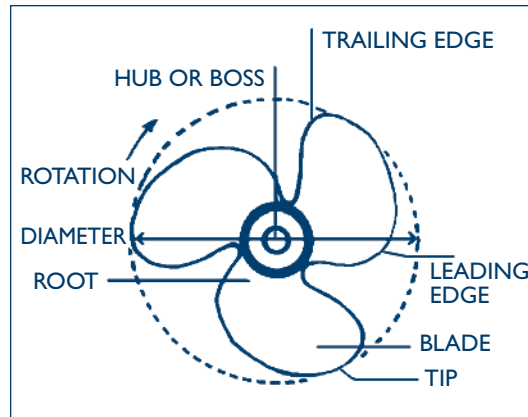 TRAILING EDGE
HUB OR BOSS
ROTATION
DIAMETER
ROOT
LEADING
EDGE
BLADE
TIP